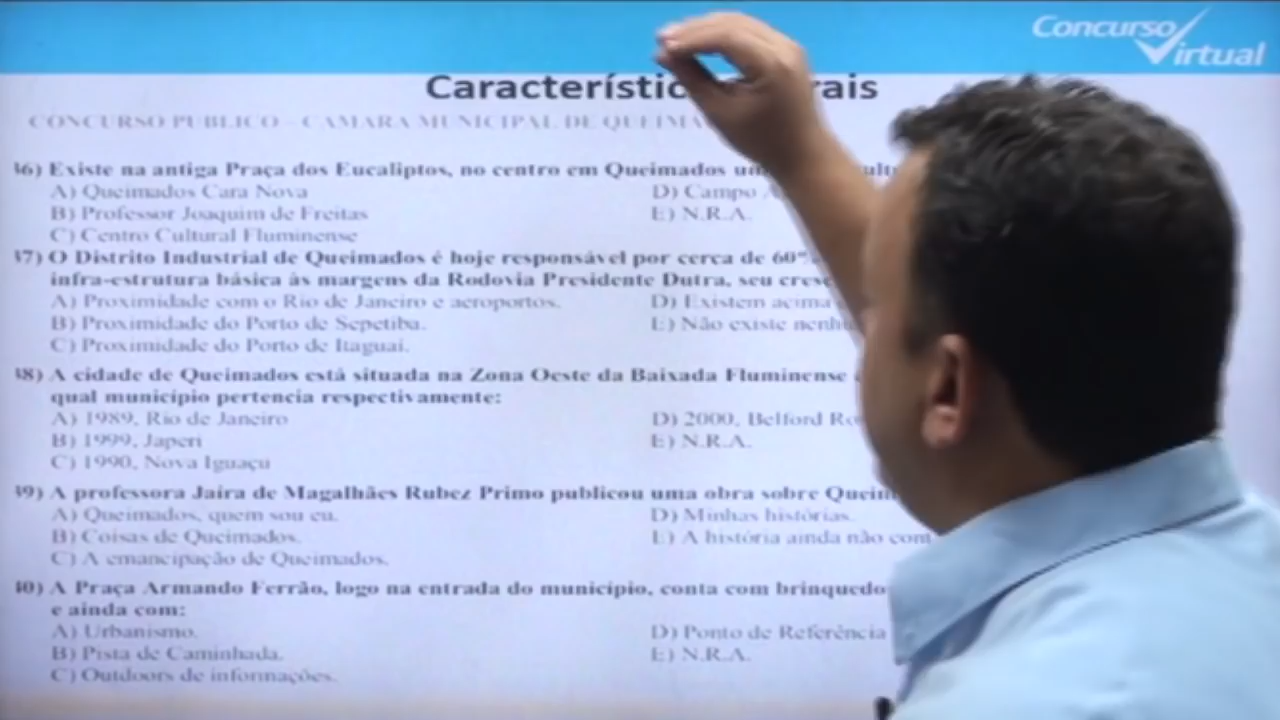 Concurso
Virtual
Característic rais
CONCURSO PUBLICO – CAMARA MUNICIPAL DE QUEIMA
36) Existe na antiga Praça dos Eucaliptos, no centro em Queimados um
A) Queimados Cara Nova
D) Campo
B) Professor Joaquim de Freitas
E) N.R.A.
C) Centro Cultural Fluminense
37) O Distrito Industrial de Queimados é hoje responsável por cerca de 60%
infra-estrutura básica às margens da Rodovia Presidente Dutra, seu cresc
A) Proximidade com o Rio de Janeiro e aeroportos.
D) Existem acima
B) Proximidade do Porto de Sepetiba.
E) Não existe nenhu
C) Proximidade do Porto de Itaguaí.
38) A cidade de Queimados está situada na Zona Oeste da Baixada Fluminense
qual município pertencia respectivamente:
A) 1989, Rio de Janeiro
D) 2000, Belford Ro
B) 1999, Japeri
E) N.R.A.
C) 1990, Nova Iguaçu
39) A professora Jaíra de Magalhães Rubez Primo publicou uma obra sobre Queim
A) Queimados, quem sou eu.
D) Minhas histórias.
B) Coisas de Queimados.
E) A história ainda não com
C) A emancipação de Queimados.
40) A Praça Armando Ferrão, logo na entrada do município, conta com brinquedo
e ainda com:
A) Urbanismo.
D) Ponto de Referência
B) Pista de Caminhada.
E) N.R.A.
C) Outdoors de informações.